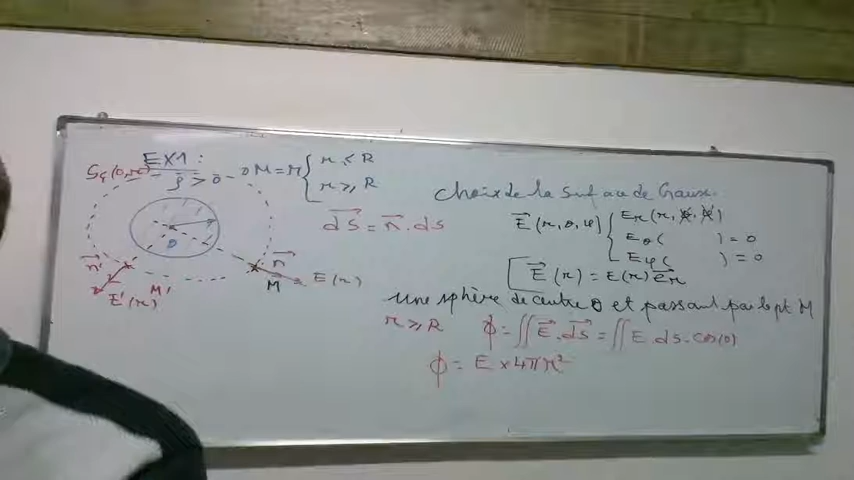 EX1 :
SG(0,r) ρ > 0 OM = r { r ≤ R
r ≥ R
dS⃗ = n⃗ . ds
O
n⃗' M' E'(r)
n⃗ M E(r)
choix de la surface de Gauss.
E⃗(r, θ, φ) { Er(r, θ, φ)
Eθ( ) = 0
Eφ( ) = 0
E⃗(r) = E(r) e⃗r
une sphère de centre O et passant par le pt M
r ≥ R ϕ = ∬ E⃗ . dS⃗ = ∬ E ds . cos(0)
ϕ = E × 4πr²